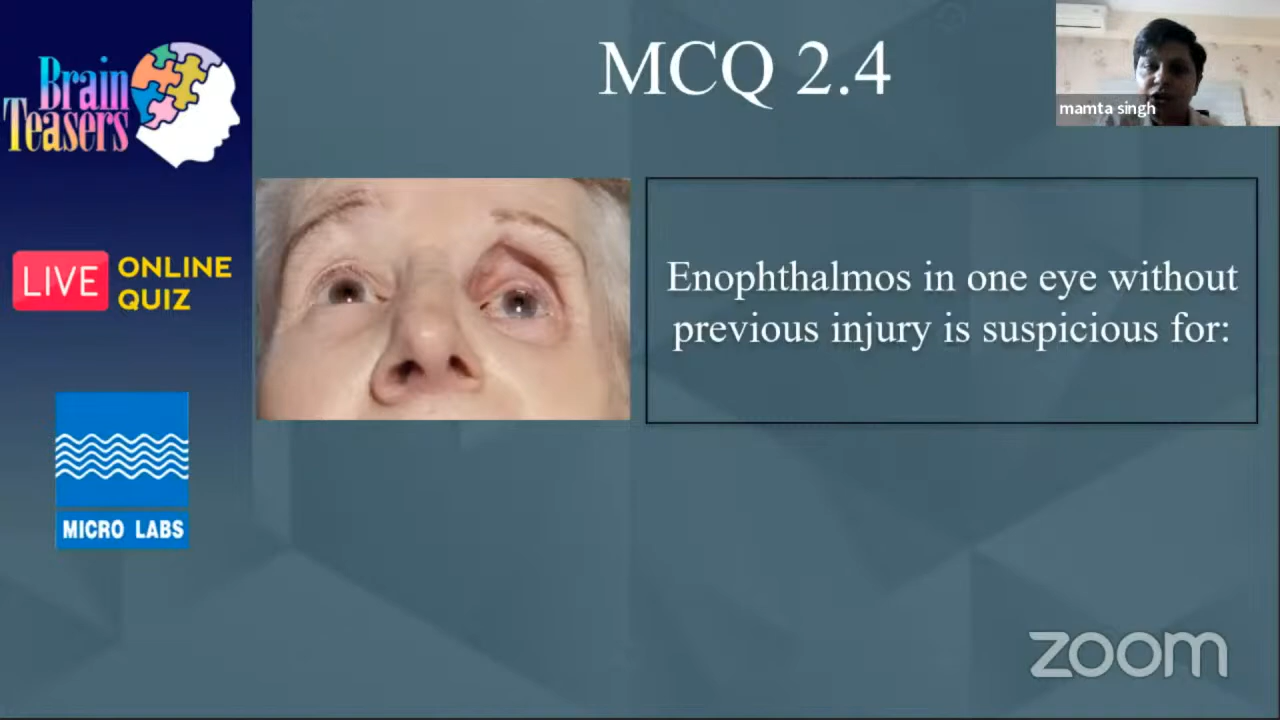 Brain
Teasers
LIVE
ONLINE
QUIZ
MICRO LABS
MCQ 2.4
mamta singh
Enophthalmos in one eye without
previous injury is suspicious for:
zoom